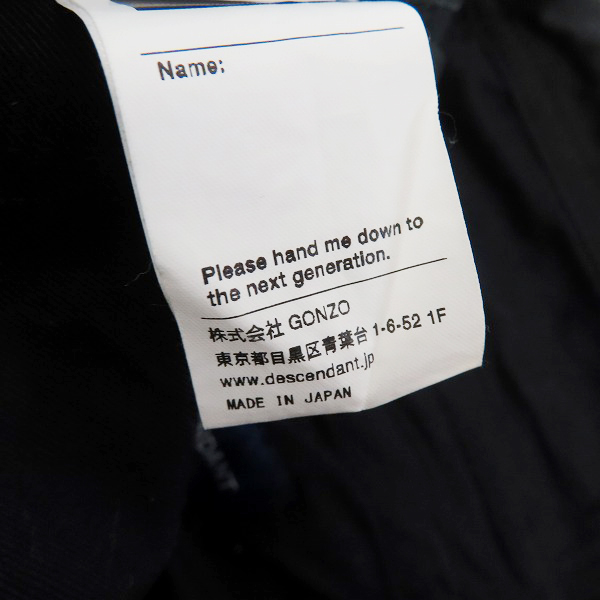 Name:
Please hand me down to
the next generation.
株式会社 GONZO
東京都目黒区青葉台 1-6-52 1F
www.descendant.jp
MADE IN JAPAN